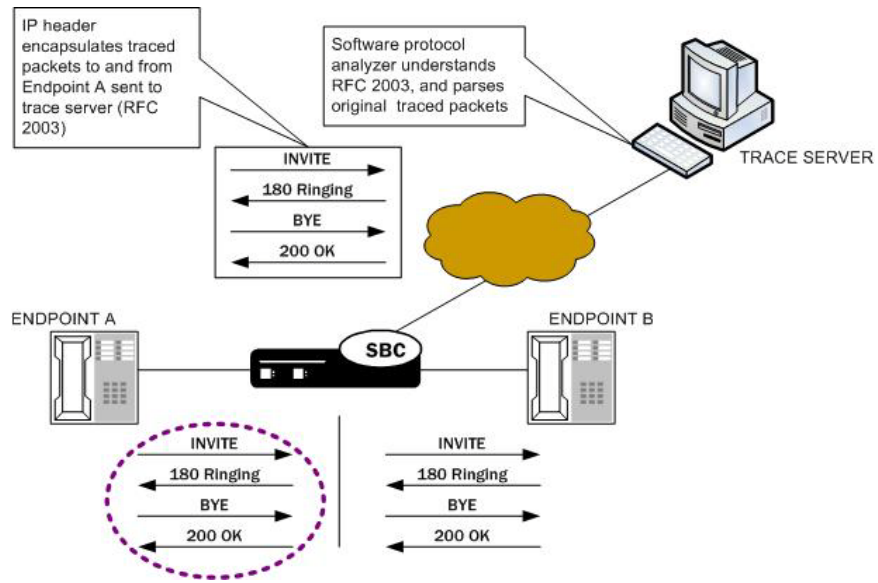 IP header
encapsulates traced
packets to and from
Endpoint A sent to
trace server (RFC
2003)
Software protocol
analyzer understands
RFC 2003, and parses
original traced packets
TRACE SERVER
INVITE
180 Ringing
BYE
200 OK
ENDPOINT A
SBC
ENDPOINT B
INVITE
180 Ringing
BYE
200 OK
INVITE
180 Ringing
BYE
200 OK